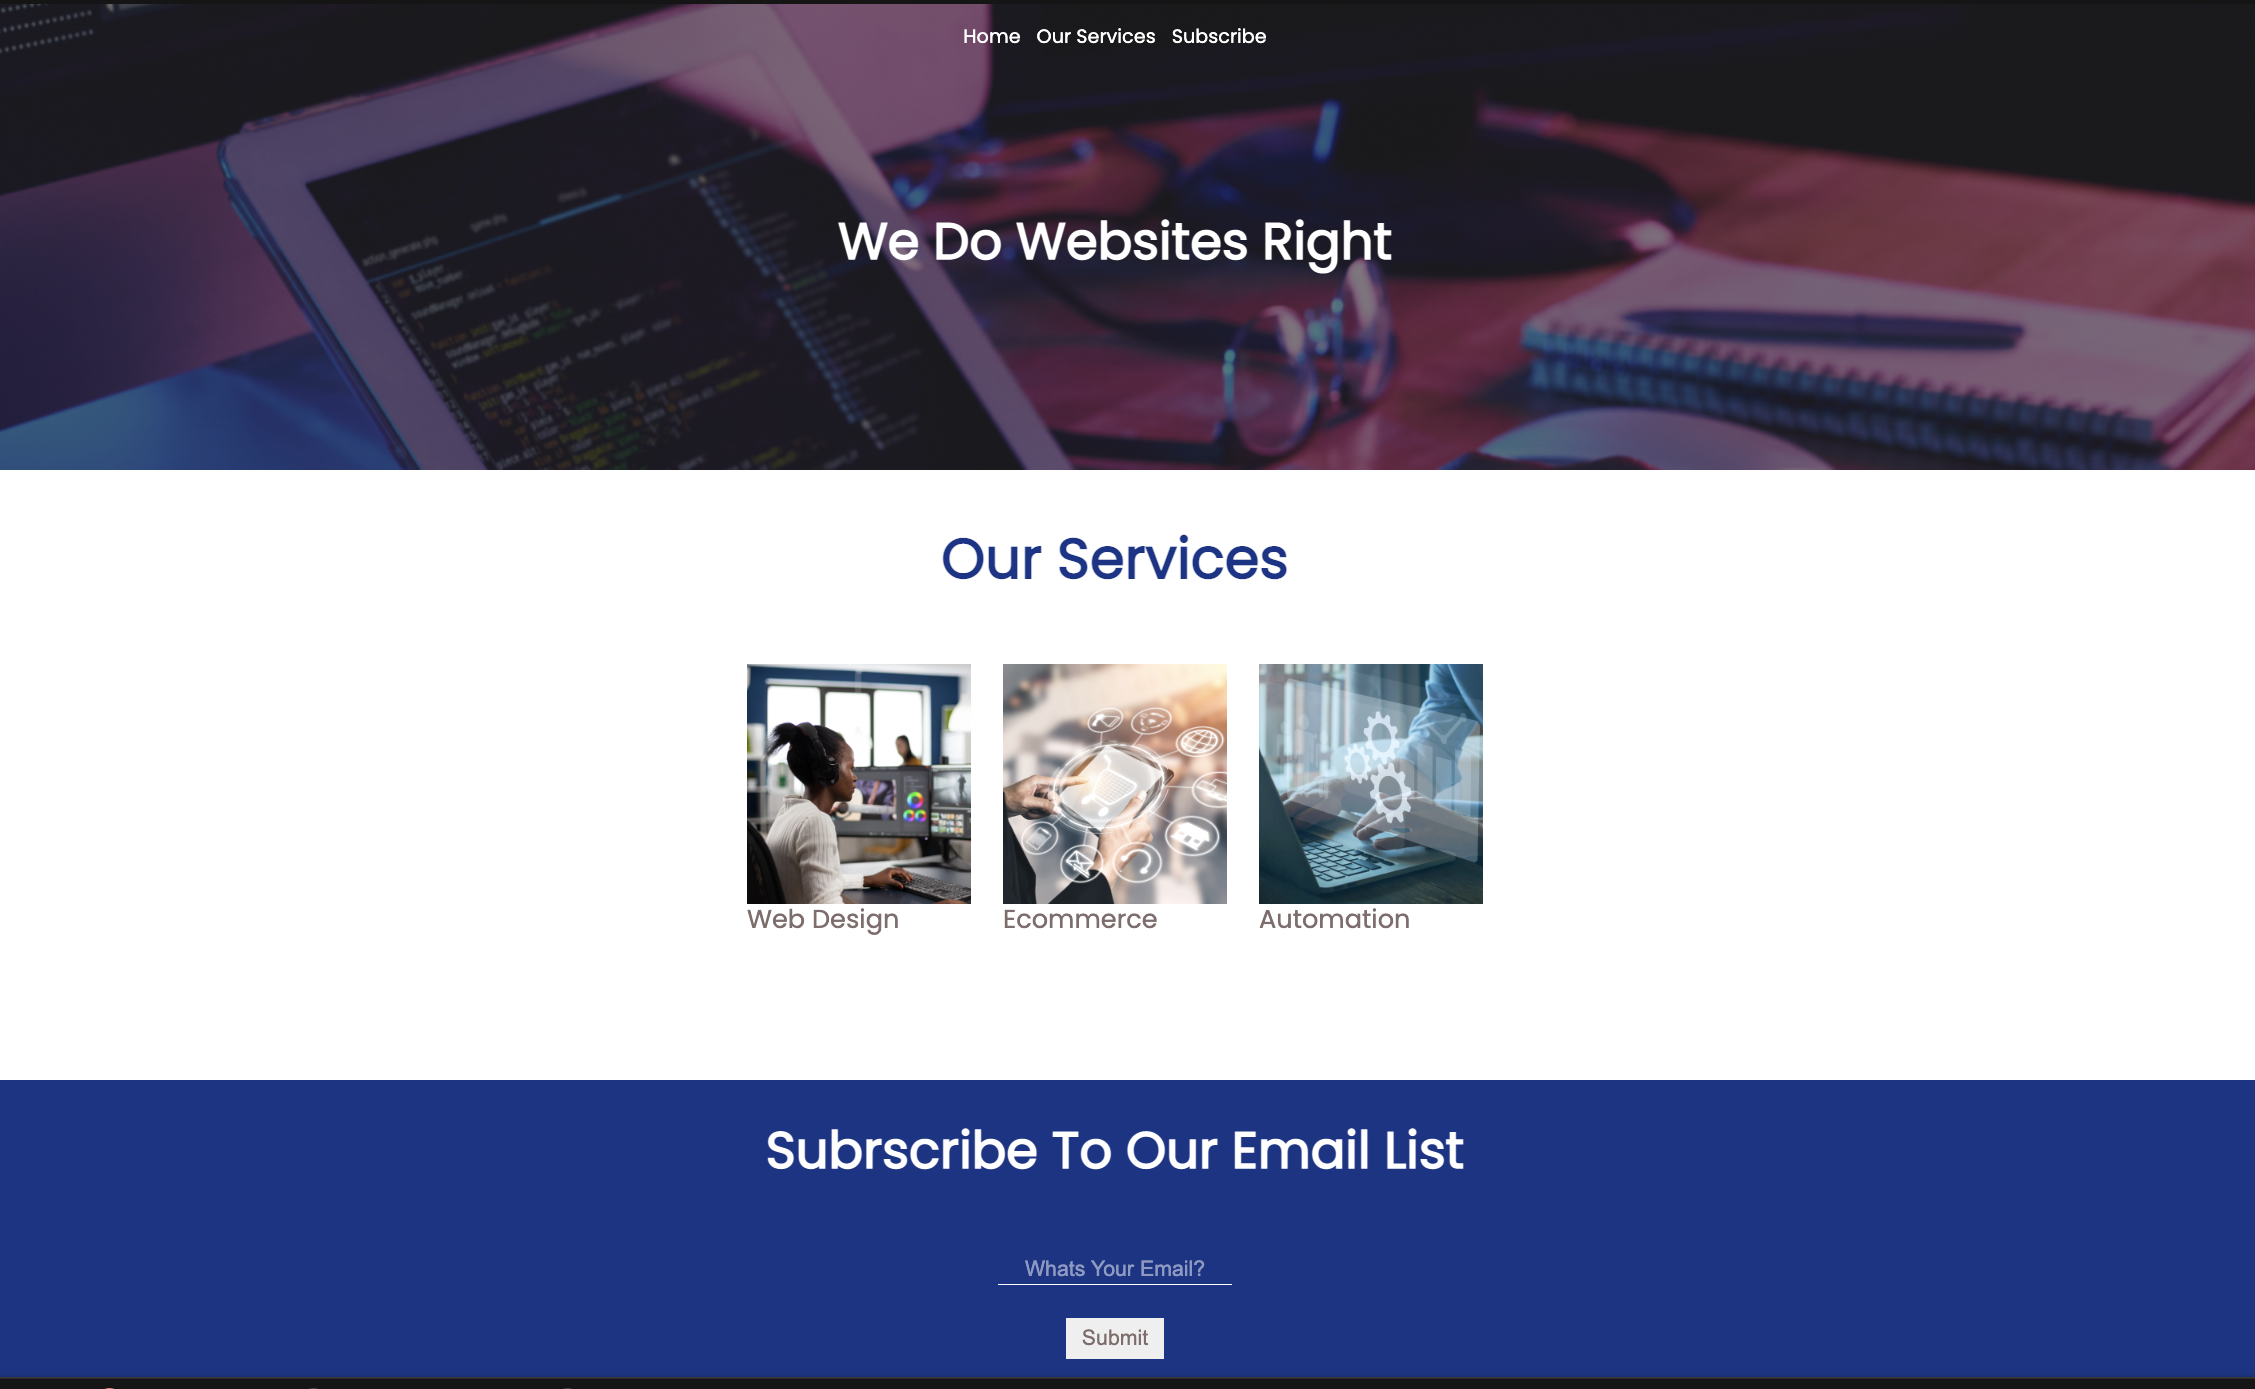 Home Our Services Subscribe
We Do Websites Right
Our Services
Web Design Ecommerce Automation
Subrscribe To Our Email List
Whats Your Email?
Submit